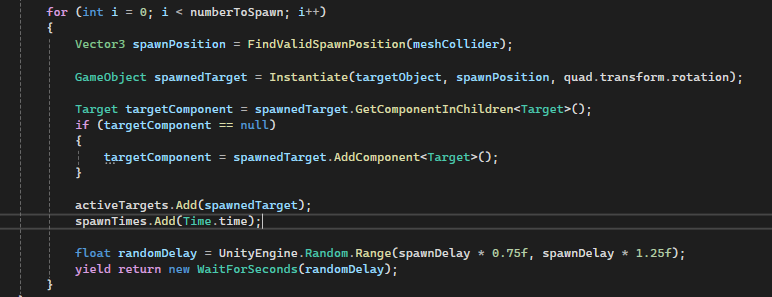 for (int i = 0; i < numberToSpawn; i++)
{
Vector3 spawnPosition = FindValidSpawnPosition(meshCollider);
GameObject spawnedTarget = Instantiate(targetObject, spawnPosition, quad.transform.rotation);
Target targetComponent = spawnedTarget.GetComponentInChildren<Target>();
if (targetComponent == null)
{
targetComponent = spawnedTarget.AddComponent<Target>();
}
activeTargets.Add(spawnedTarget);
spawnTimes.Add(Time.time);
float randomDelay = UnityEngine.Random.Range(spawnDelay * 0.75f, spawnDelay * 1.25f);
yield return new WaitForSeconds(randomDelay);
}